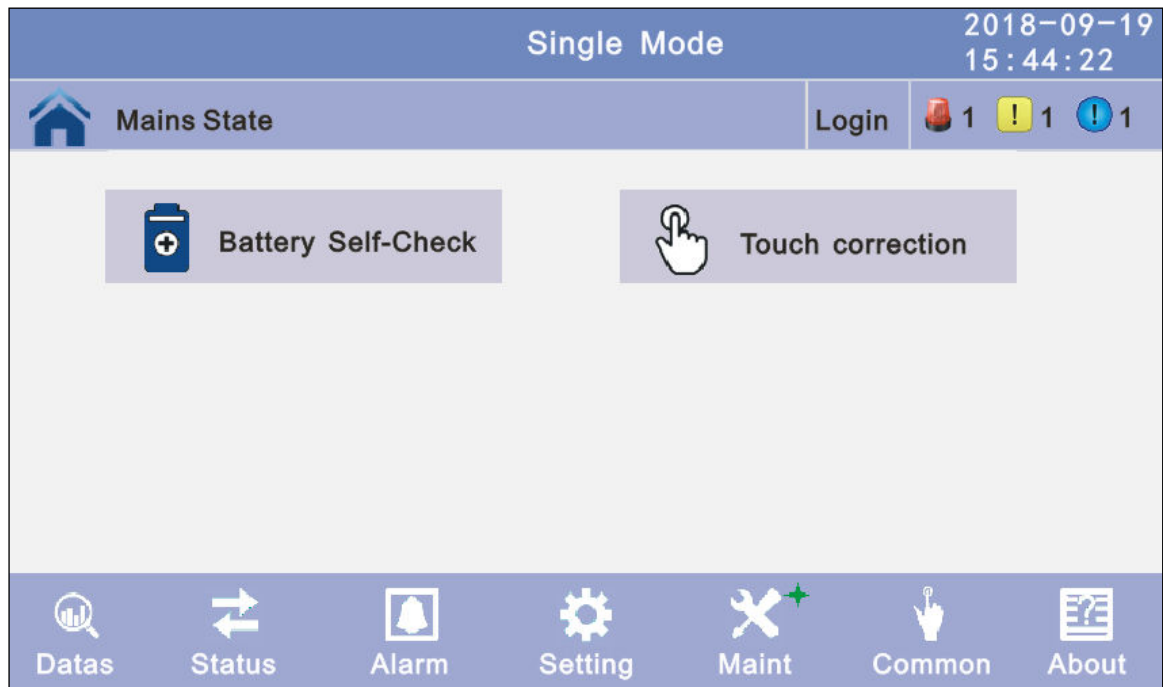 Single Mode
2018-09-19
15:44:22
Mains State
Login
1
! 1
! 1
Battery Self-Check
Touch correction
Datas
Status
Alarm
Setting
Maint
Common
? About